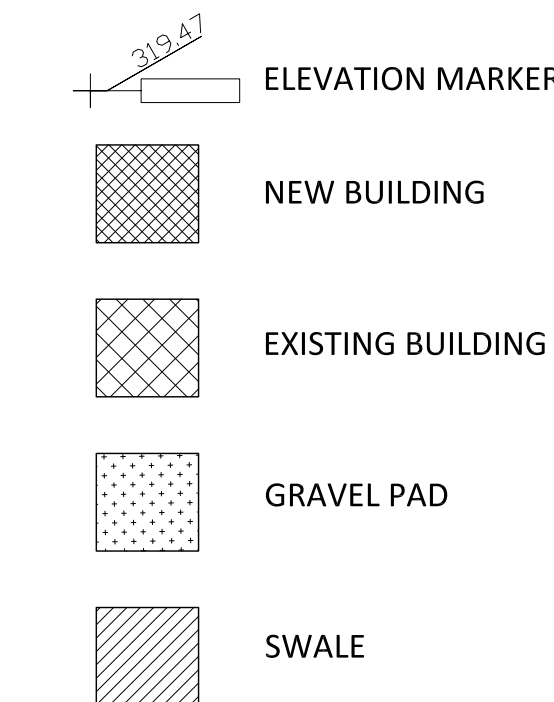 319.47
ELEVATION MARKER
NEW BUILDING
EXISTING BUILDING
GRAVEL PAD
SWALE